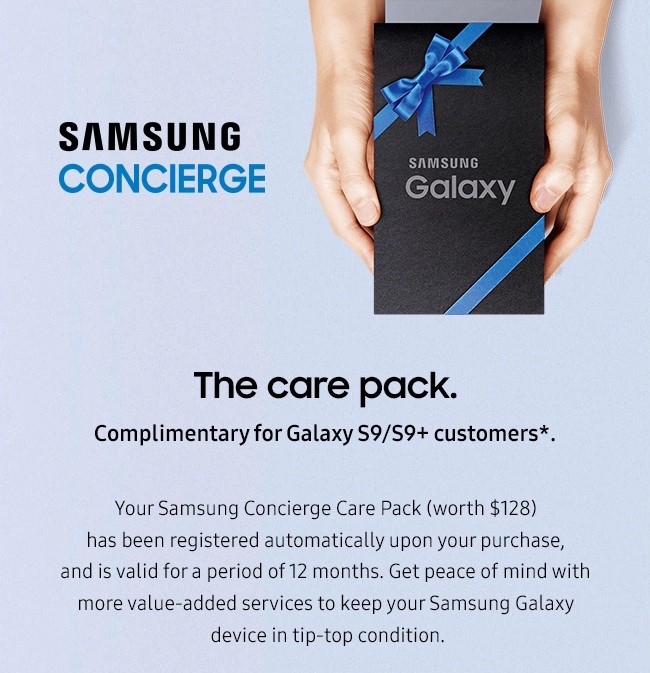 SAMSUNG
CONCIERGE
SAMSUNG
Galaxy
The care pack.
Complimentary for Galaxy S9/S9+ customers*.
Your Samsung Concierge Care Pack (worth $128)
has been registered automatically upon your purchase,
and is valid for a period of 12 months. Get peace of mind with
more value-added services to keep your Samsung Galaxy
device in tip-top condition.